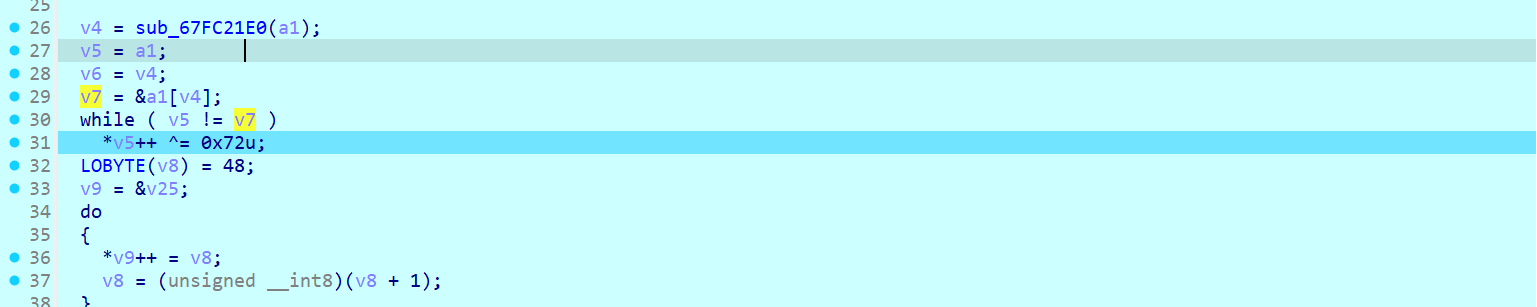 25
26 v4 = sub_67FC21E0(a1);
27 v5 = a1;
28 v6 = v4;
29 v7 = &a1[v4];
30 while ( v5 != v7 )
31 *v5++ ^= 0x72u;
32 LOBYTE(v8) = 48;
33 v9 = &v25;
34 do
35 {
36 *v9++ = v8;
37 v8 = (unsigned __int8)(v8 + 1);
38 }